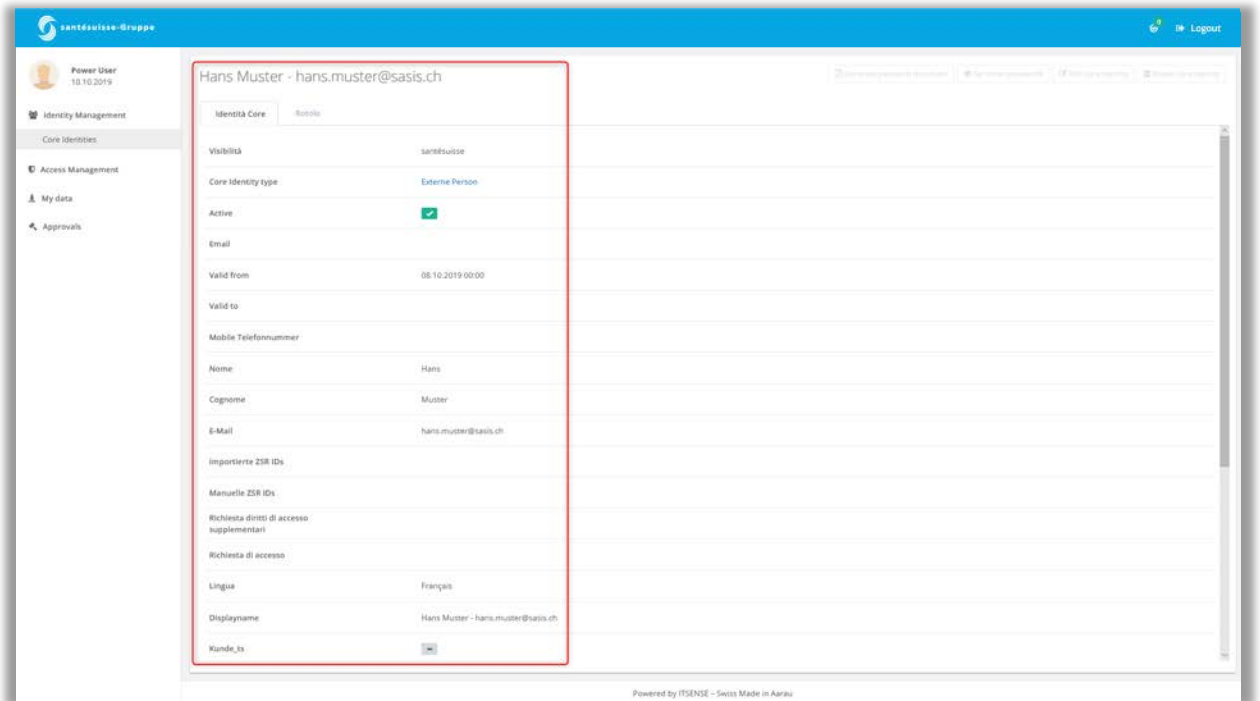 santésuisse-Gruppe
Logout
Power User
10.10.2019
Identity Management
Core Identities
Access Management
My data
Approvals
Hans Muster - hans.muster@sasis.ch
Identità Core
Rotolo
Visibilità santésuisse
Core Identity type Externe Person
Active
Email
Valid from 08.10.2019 00:00
Valid to
Mobile Telefonnummer
Nome Hans
Cognome Muster
E-Mail hans.muster@sasis.ch
Importierte ZSR IDs
Manuelle ZSR IDs
Richiesta diritti di accesso
supplementari
Richiesta di accesso
Lingua Français
Displayname Hans Muster - hans.muster@sasis.ch
Kunde_ts
Powered by ITSENSE – Swiss Made in Aarau